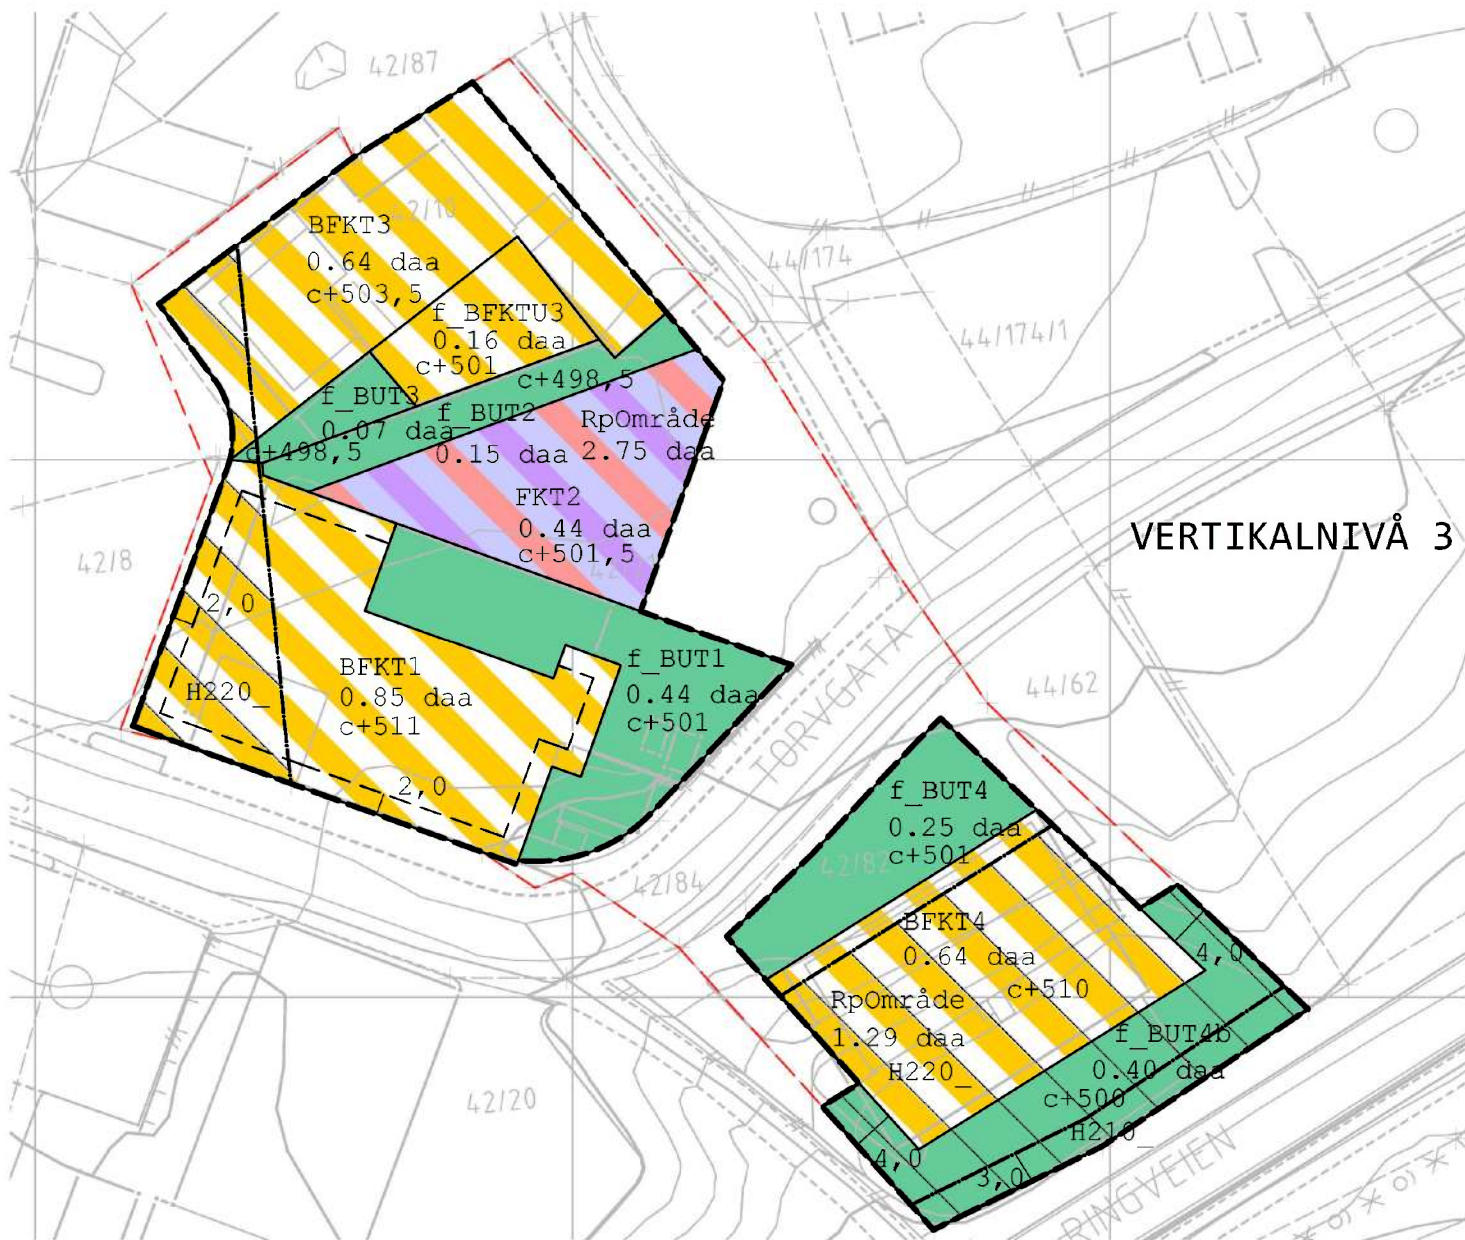 42/87
42/10
BFKT3
0.64 daa
c+503,5
44/174
f_BFKTU3
0.16 daa
c+501
44/174/1
c+498,5
f_BUT3
0.07 daa
c+498,5
f_BUT2
0.15 daa
RpOmråde
2.75 daa
FKT2
0.44 daa
c+501,5
VERTIKALNIVÅ 3
42/8
2,0
H220_
BFKT1
0.85 daa
c+511
2,0
f_BUT1
0.44 daa
c+501
TORVGATA
44/62
f_BUT4
0.25 daa
c+501
42/82
42/84
BFKT4
0.64 daa
c+510
4,0
RpOmråde
1.29 daa
H220_
f_BUT4b
0.40 daa
c+500
H210_
42/20
4,0
3,0
RINGVEIEN